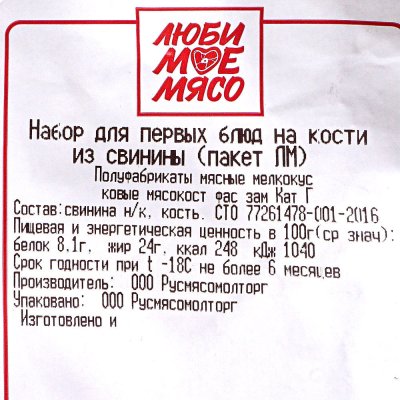 ЛЮБИ
МОЕ
МЯСО
Набор для первых блюд на кости
из свинины (пакет ЛМ)
Полуфабрикаты мясные мелкокус
ковые мясокост фас зам Кат Г
Состав:свинина н/к, кость. СТО 77261478-001-2016
Пищевая и энергетическая ценность в 100г(ср знач):
белок 8.1г. жир 24г. ккал 248 кДж 1040
Срок годности при t -18С не более 6 месяцев
Производитель: ООО Русмясомолторг
Упаковано: ООО Русмясомолторг
Изготовлено и